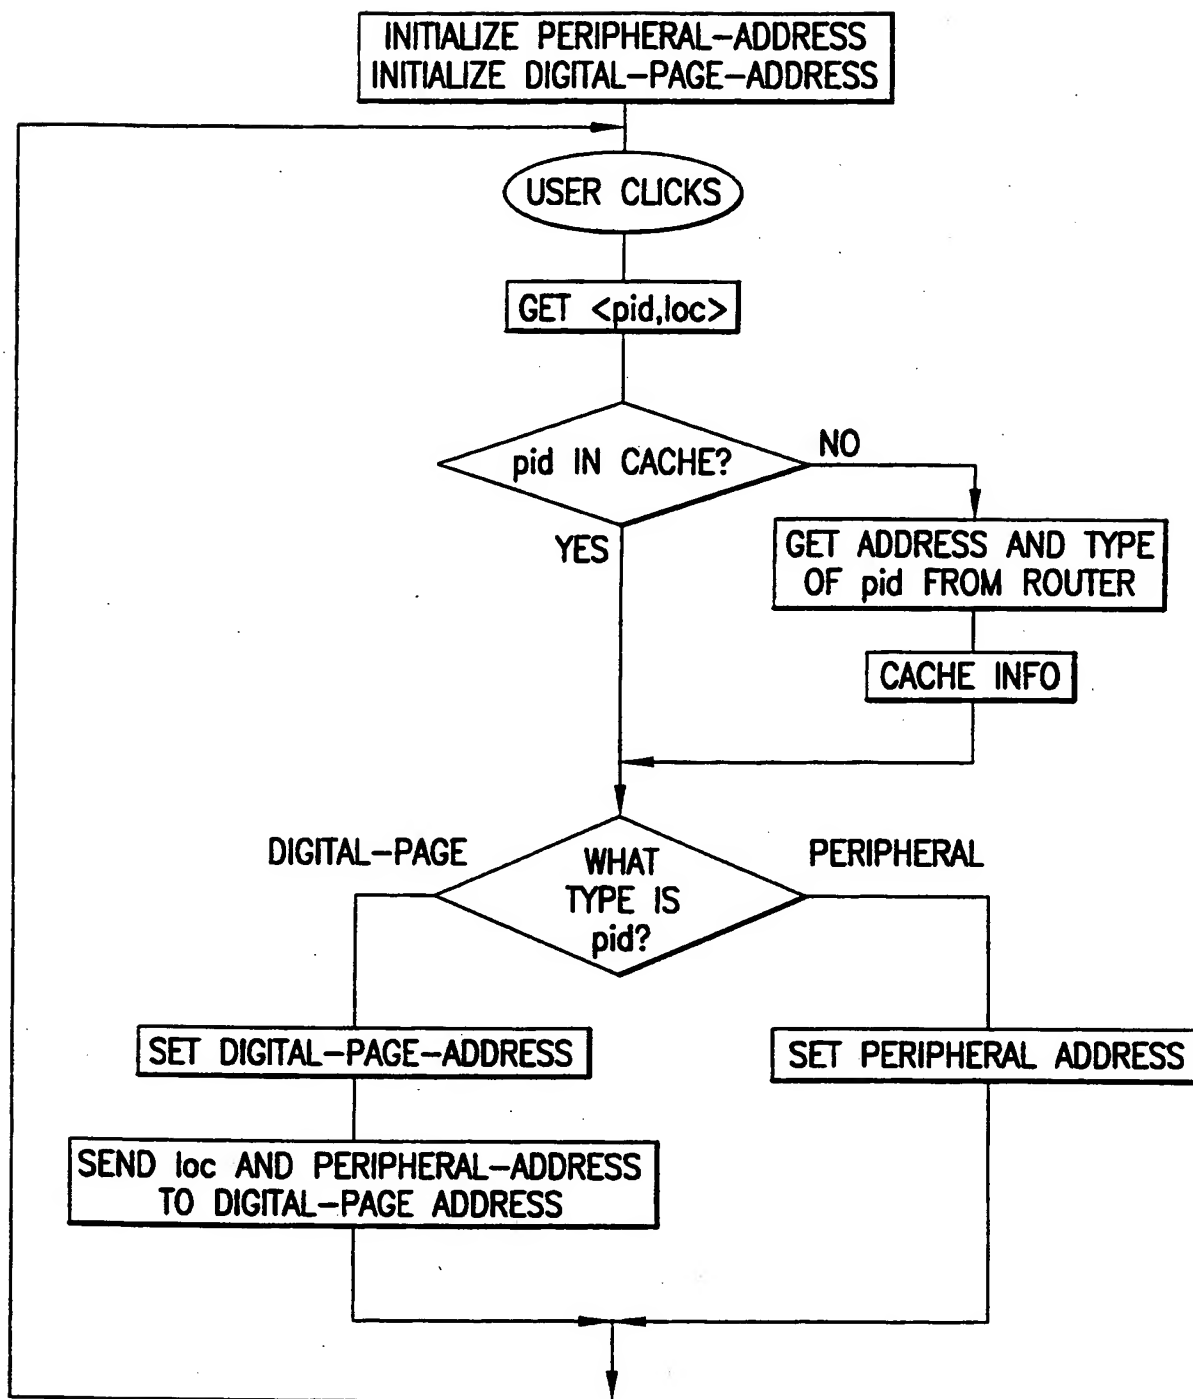 INITIALIZE PERIPHERAL-ADDRESS
INITIALIZE DIGITAL-PAGE-ADDRESS
USER CLICKS
GET <pid,loc>
pid IN CACHE?
NO
YES
GET ADDRESS AND TYPE
OF pid FROM ROUTER
CACHE INFO
DIGITAL-PAGE
WHAT
TYPE IS
pid?
PERIPHERAL
SET DIGITAL-PAGE-ADDRESS
SET PERIPHERAL ADDRESS
SEND loc AND PERIPHERAL-ADDRESS
TO DIGITAL-PAGE ADDRESS